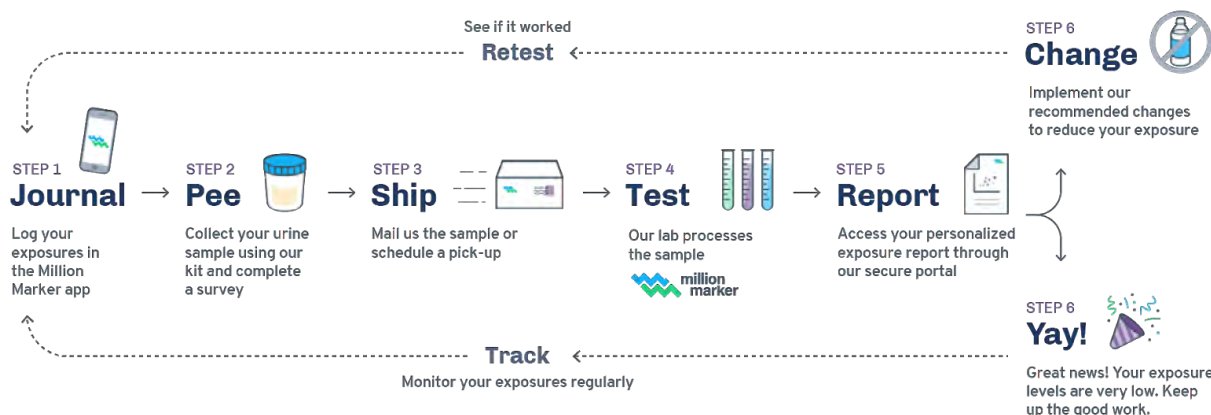 See if it worked
Retest
STEP 6
Change
Implement our
recommended changes
to reduce your exposure
STEP 1
Journal
Log your
exposures in
the Million
Marker app
STEP 2
Pee
Collect your urine
sample using our
kit and complete
a survey
STEP 3
Ship
Mail us the sample or
schedule a pick-up
STEP 4
Test
Our lab processes
the sample
million
marker
STEP 5
Report
Access your personalized
exposure report through
our secure portal
STEP 6
Yay!
Great news! Your exposure
levels are very low. Keep
up the good work.
Track
Monitor your exposures regularly